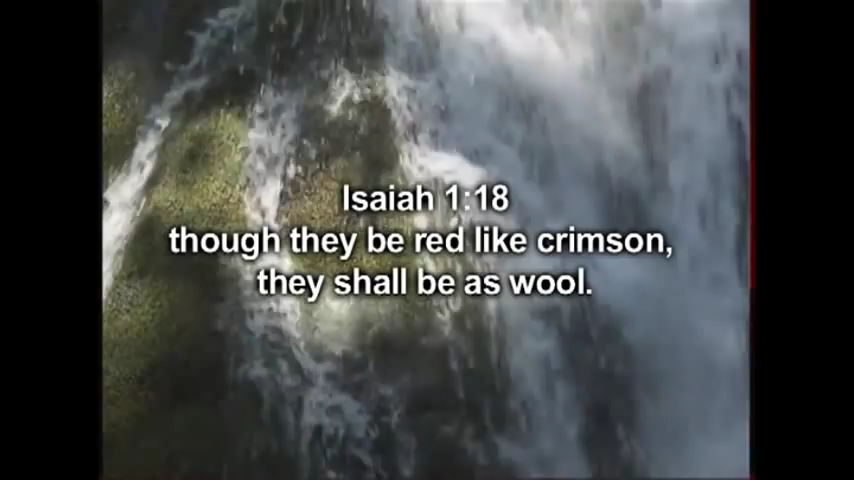 Isaiah 1:18
though they be red like crimson,
they shall be as wool.